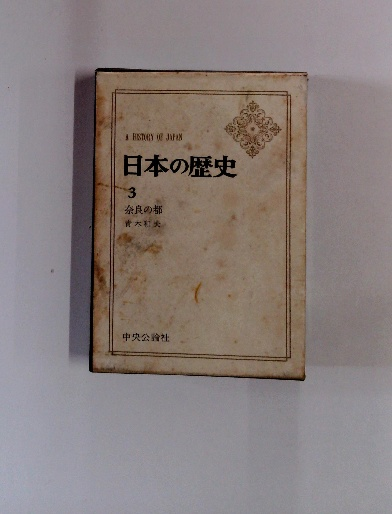 A HISTORY OF JAPAN
日本の歴史
3
奈良の都
青木和夫
中央公論社